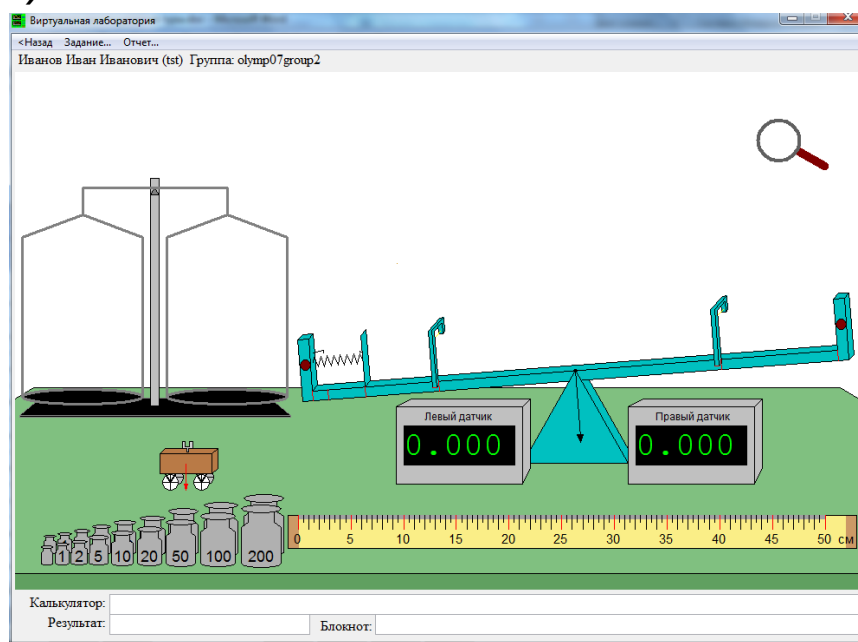 Виртуальная лаборатория
<Назад Задание... Отчет...
Иванов Иван Иванович (tst) Группа: olymp07group2
Левый датчик
0.000
Правый датчик
0.000
1 2 5 10 20 50 100 200
0 5 10 15 20 25 30 35 40 45 50 см
Калькулятор:
Результат:
Блокнот: